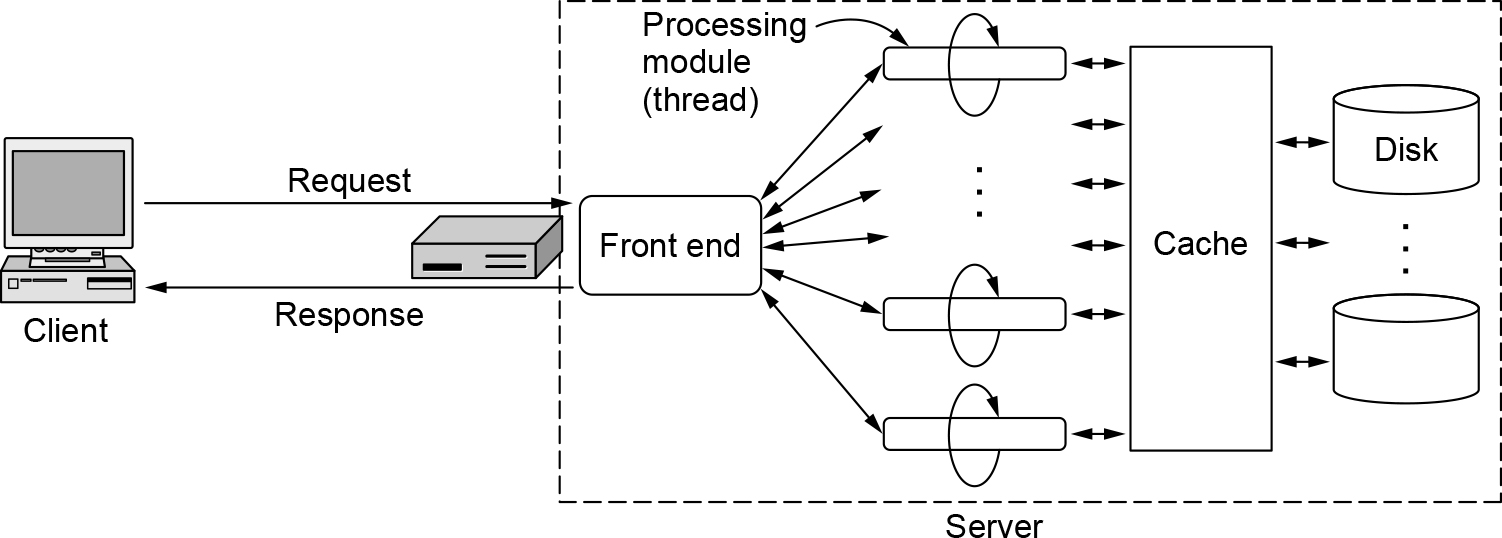 Processing
module
(thread)
Request
Front end
Response
Client
Cache
Disk
Server